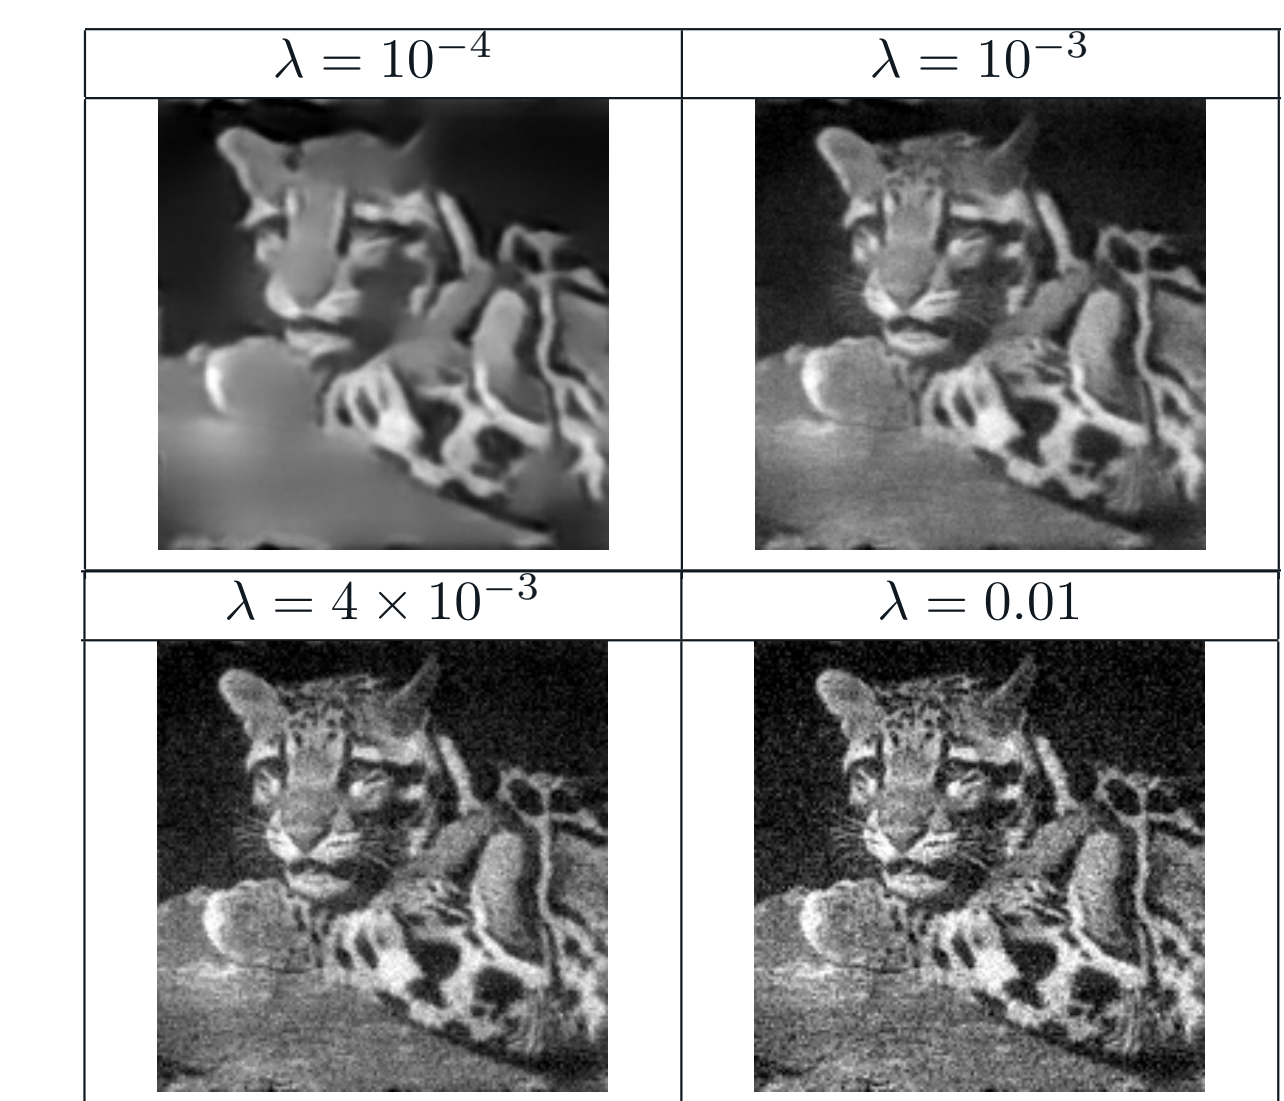 λ = 10⁻⁴
λ = 10⁻³
λ = 4 × 10⁻³
λ = 0.01